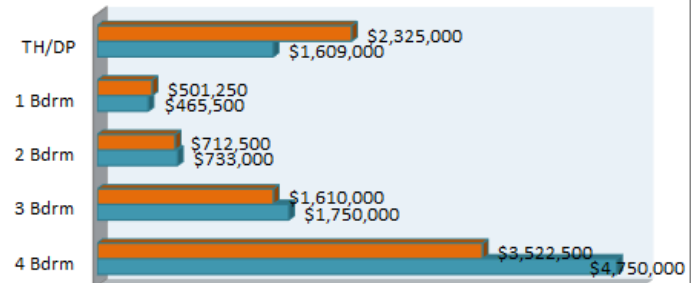 TH/DP
$2,325,000
$1,609,000
1 Bdrm
$501,250
$465,500
2 Bdrm
$712,500
$733,000
3 Bdrm
$1,610,000
$1,750,000
4 Bdrm
$3,522,500
$4,750,000